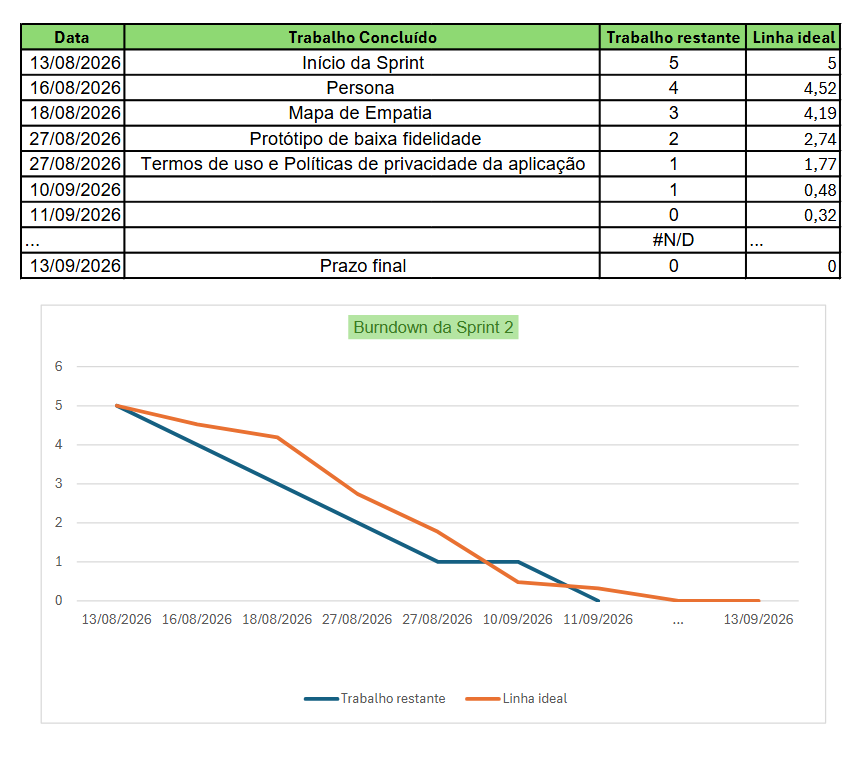 Data Trabalho Concluído Trabalho restante Linha ideal
13/08/2026 Início da Sprint 5 5
16/08/2026 Persona 4 4,52
18/08/2026 Mapa de Empatia 3 4,19
27/08/2026 Protótipo de baixa fidelidade 2 2,74
27/08/2026 Termos de uso e Políticas de privacidade da aplicação 1 1,77
10/09/2026 1 0,48
11/09/2026 0 0,32
... #N/D ...
13/09/2026 Prazo final 0 0
Burndown da Sprint 2
6
5
4
3
2
1
0
13/08/2026 16/08/2026 18/08/2026 27/08/2026 27/08/2026 10/09/2026 11/09/2026 ... 13/09/2026
Trabalho restante Linha ideal